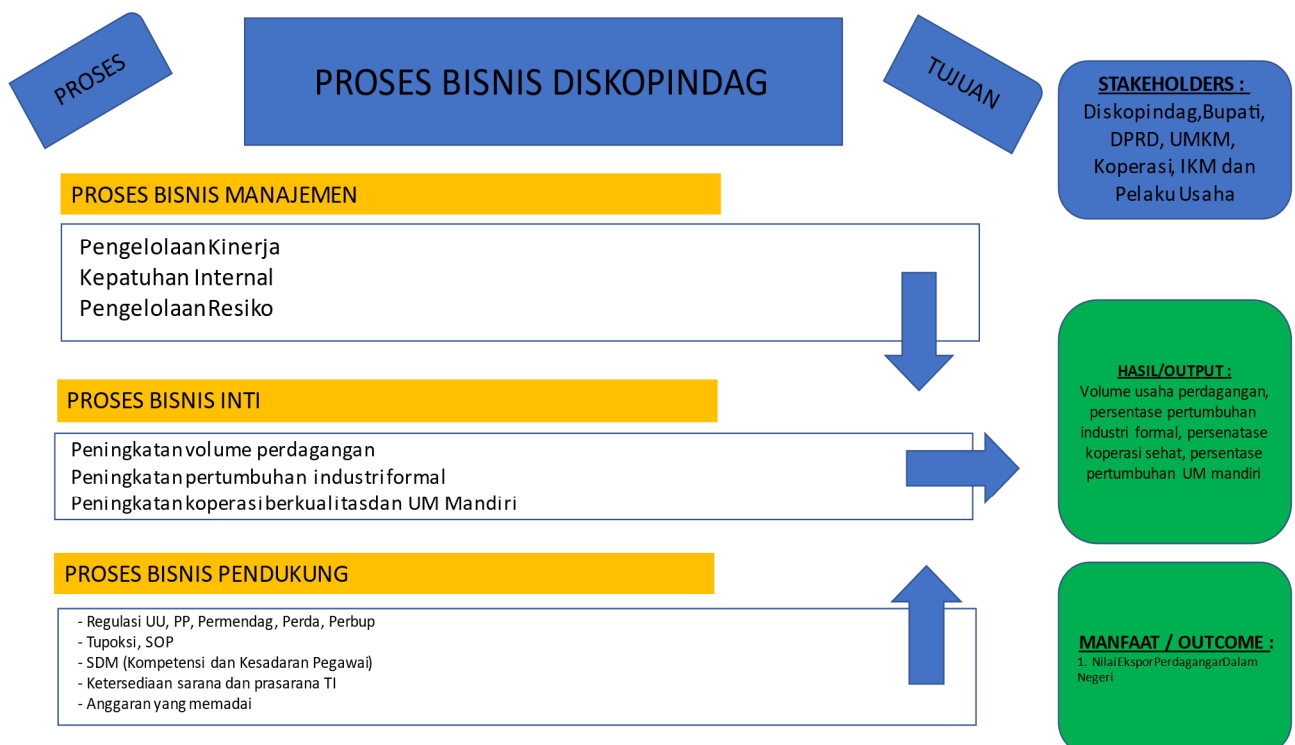 PROSES
PROSES BISNIS DISKOPINDAG
TUJUAN
STAKEHOLDERS :
Diskopindag,Bupati,
DPRD, UMKM,
Koperasi, IKM dan
Pelaku Usaha
PROSES BISNIS MANAJEMEN
PengelolaanKinerja
Kepatuhan Internal
PengelolaanResiko
HASIL/OUTPUT :
Volume usaha perdagangan,
persentase pertumbuhan
industri formal, persenatase
koperasi sehat, persentase
pertumbuhan UM mandiri
PROSES BISNIS INTI
Peningkatanvolume perdagangan
Peningkatanpertumbuhan industriformal
Peningkatankoperasiberkualitasdan UM Mandiri
PROSES BISNIS PENDUKUNG
- Regulasi UU, PP, Permendag, Perda, Perbup
- Tupoksi, SOP
- SDM (Kompetensi dan Kesadaran Pegawai)
- Ketersediaan sarana dan prasarana TI
- Anggaran yang memadai
MANFAAT / OUTCOME :
1. NilaiEksporPerdagangarDalam
Negeri